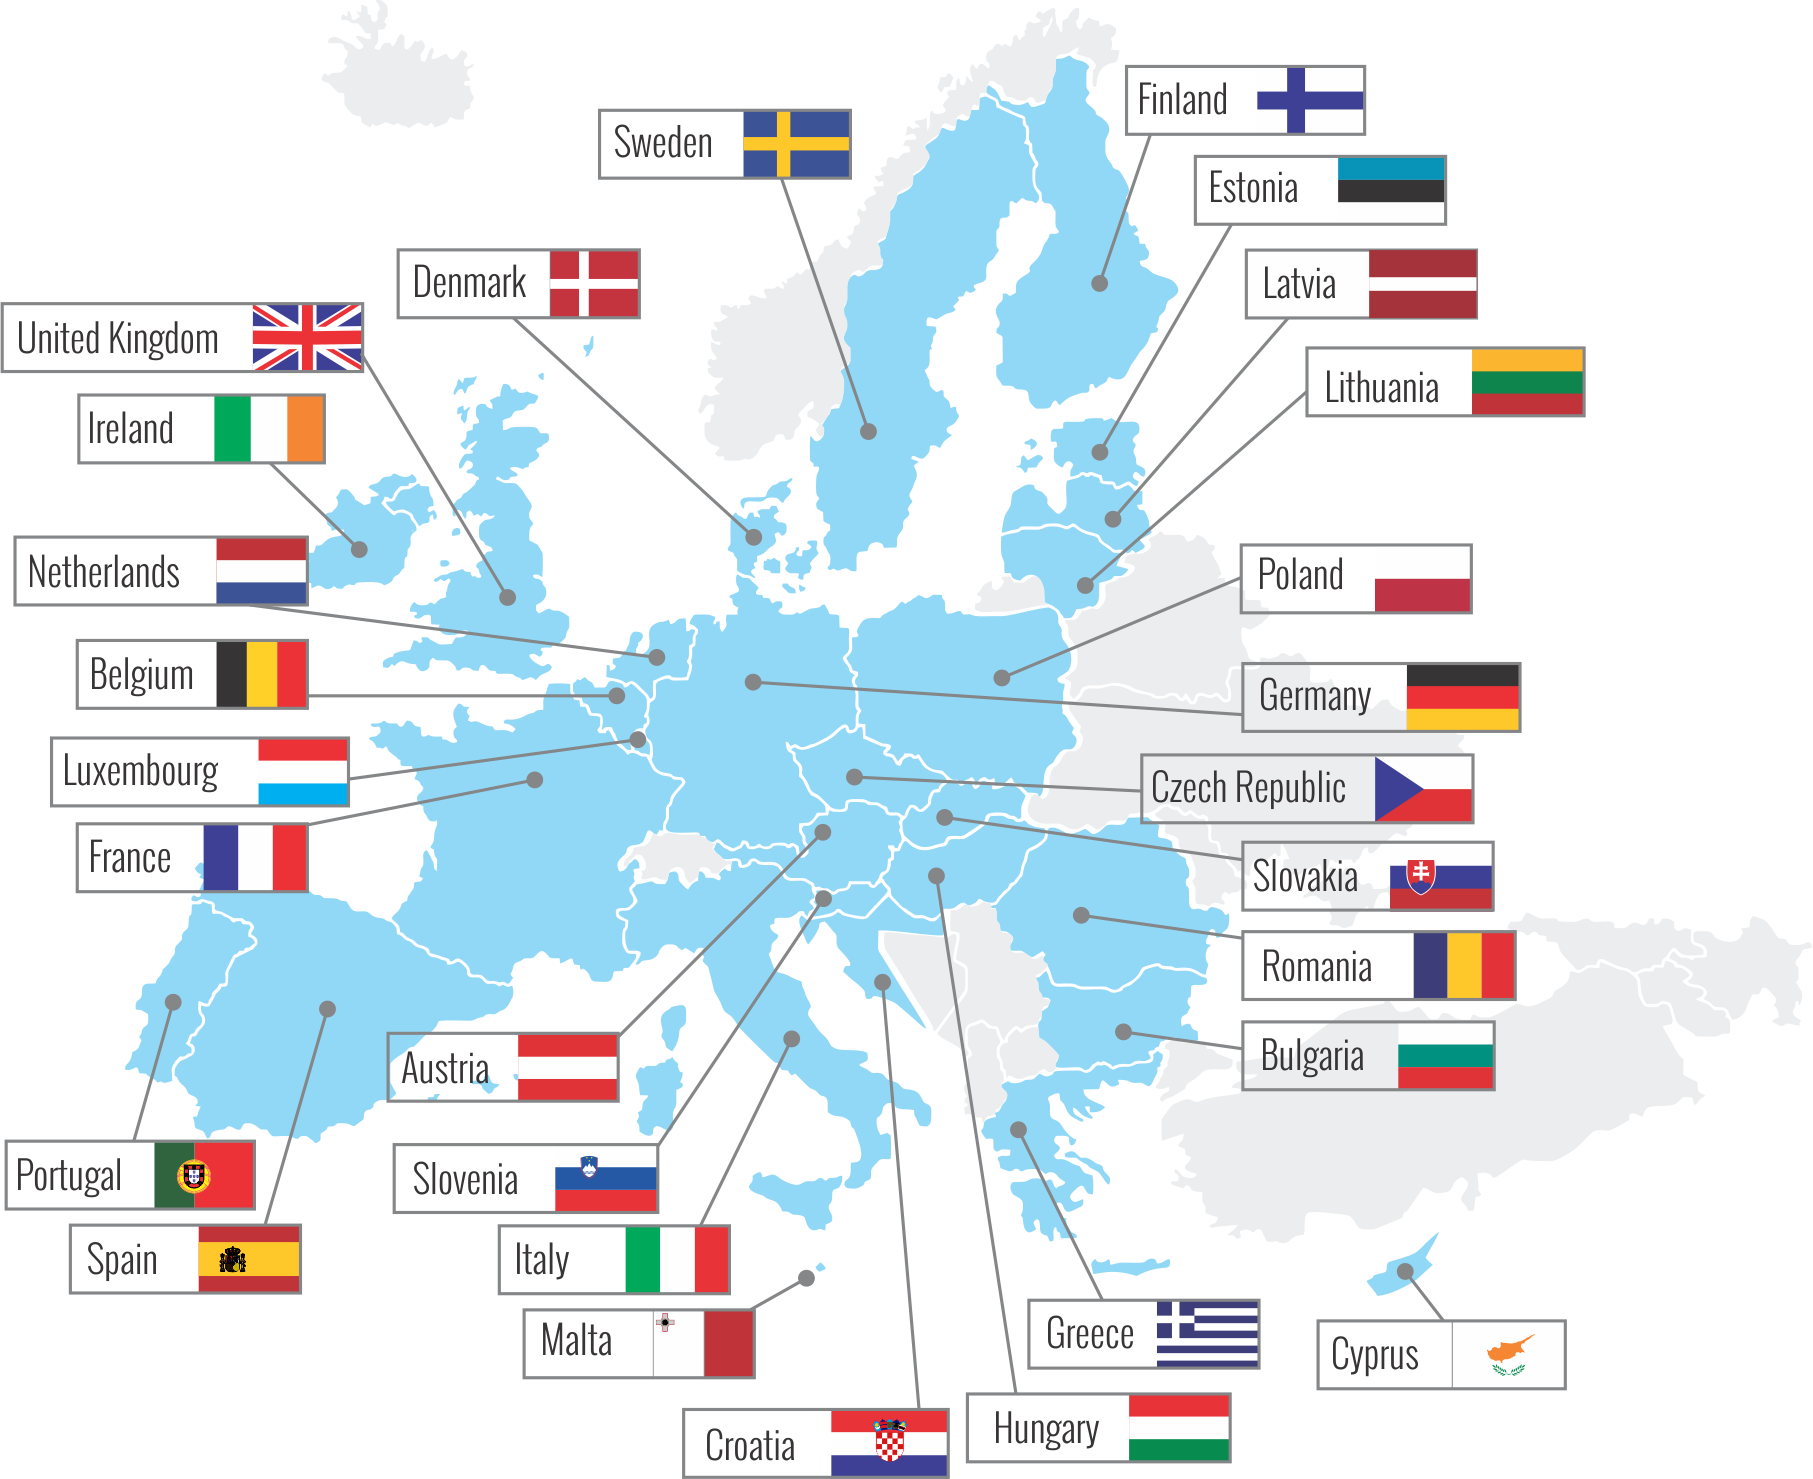 Finland
Sweden
Estonia
Denmark
Latvia
United Kingdom
Lithuania
Ireland
Netherlands
Poland
Belgium
Germany
Luxembourg
Czech Republic
France
Slovakia
Romania
Austria
Bulgaria
Portugal
Slovenia
Spain
Italy
Malta
Greece
Cyprus
Croatia
Hungary